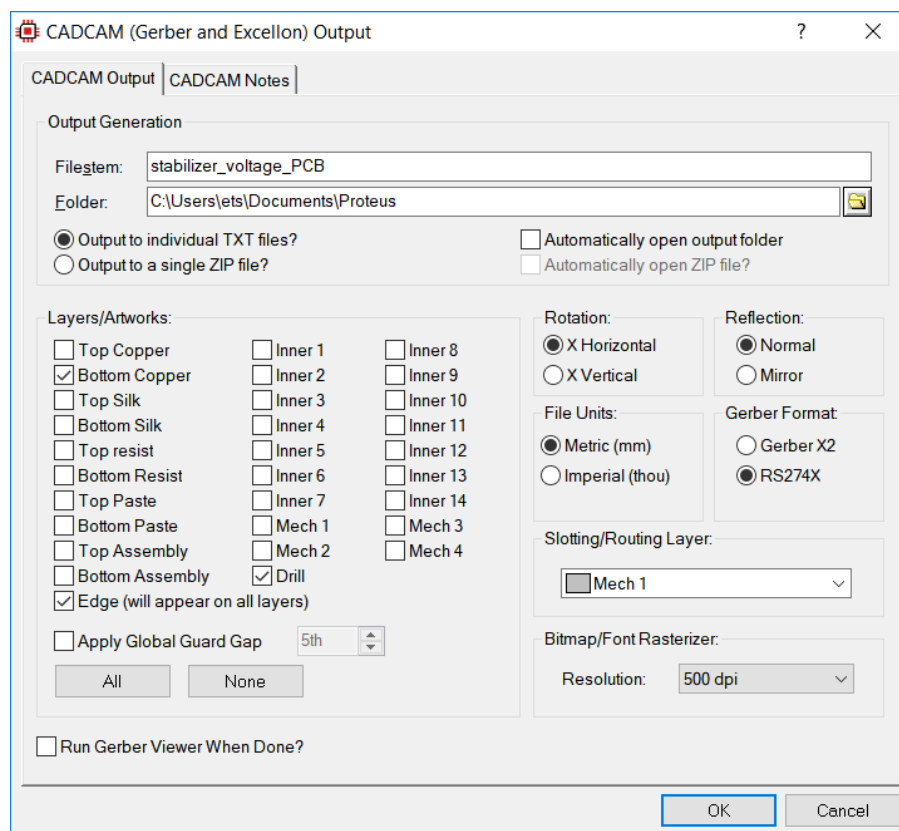 CADCAM (Gerber and Excellon) Output
CADCAM Output CADCAM Notes
Output Generation
Filestem: stabilizer_voltage_PCB
Folder: C:\Users\ets\Documents\Proteus
Output to individual TXT files? Automatically open output folder
Output to a single ZIP file? Automatically open ZIP file?
Layers/Artworks:
Top Copper Inner 1 Inner 8
Bottom Copper Inner 2 Inner 9
Top Silk Inner 3 Inner 10
Bottom Silk Inner 4 Inner 11
Top resist Inner 5 Inner 12
Bottom Resist Inner 6 Inner 13
Top Paste Inner 7 Inner 14
Bottom Paste Mech 1 Mech 3
Top Assembly Mech 2 Mech 4
Bottom Assembly Drill
Edge (will appear on all layers)
Apply Global Guard Gap 5th
All None
Rotation:
X Horizontal
X Vertical
Reflection:
Normal
Mirror
File Units:
Metric (mm)
Imperial (thou)
Gerber Format:
Gerber X2
RS274X
Slotting/Routing Layer:
Mech 1
Bitmap/Font Rasterizer:
Resolution: 500 dpi
Run Gerber Viewer When Done?
OK Cancel